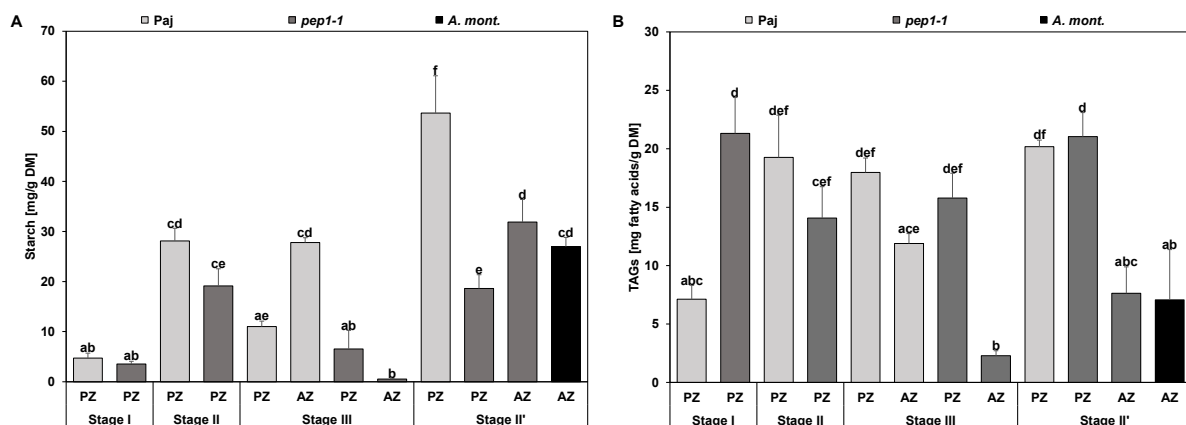 A
Paj
pep1-1
A. mont.
Starch [mg/g DM]
70
60
50
40
30
20
10
0
ab
ab
cd
ce
ae
cd
ab
b
f
e
d
cd
PZ PZ PZ PZ PZ AZ PZ AZ PZ PZ AZ AZ
Stage I Stage II Stage III Stage II'
B
Paj
pep1-1
A. mont.
TAGs [mg fatty acids/g DM]
30
25
20
15
10
5
0
abc
d
def
cef
def
ace
def
b
df
d
abc
ab
PZ PZ PZ PZ PZ AZ PZ AZ PZ PZ AZ AZ
Stage I Stage II Stage III Stage II'